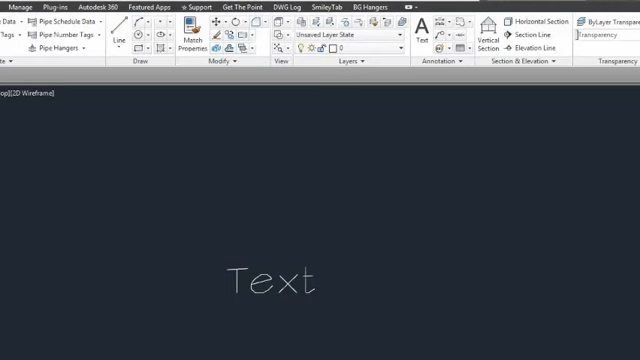 Manage Plug-ins Autodesk 360 Featured Apps Support Get The Power DWG Log SmileyTab BG Hangers
Pipe Schedule Data
Tags Pipe Number Tags
Pipe Hangers
Line
Match
Properties
Unsaved Layer State
0
Text
Vertical
Section
Horizontal Section
Section Line
Elevation Line
ByLayer Transparency
Transparency
Draw Modify View Layers Annotation Section & Elevation Transparency
op][2D Wireframe]
Text